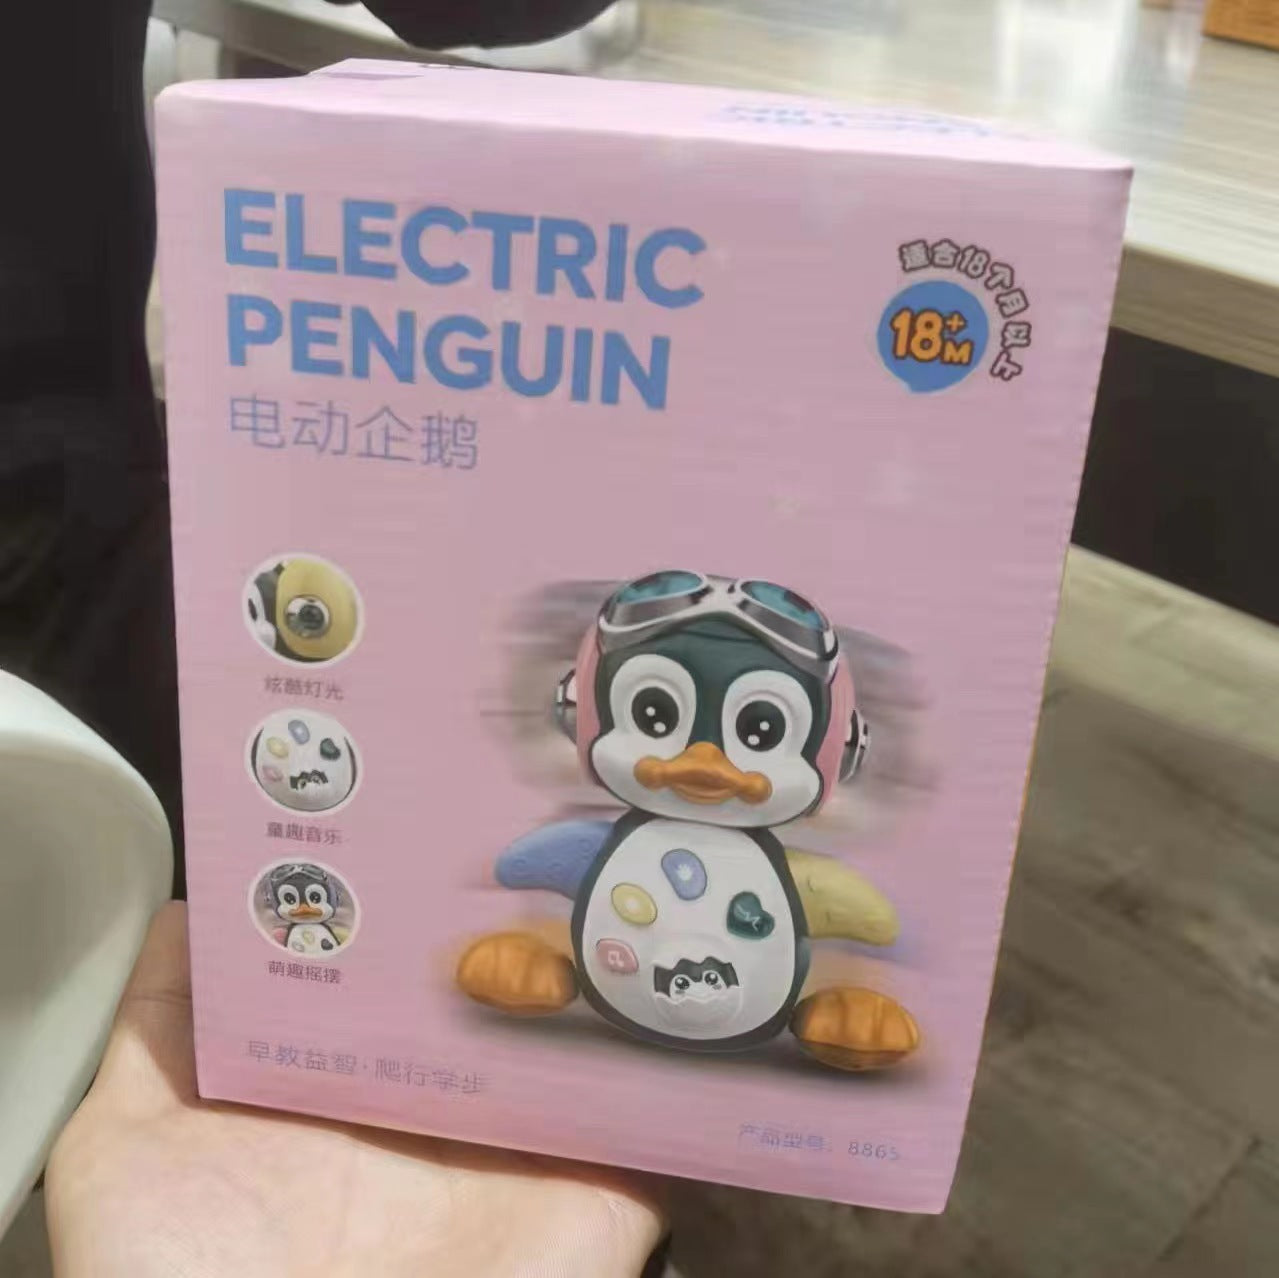 ELECTRIC
PENGUIN
电动企鹅
适合18个月以上
18+M
炫酷灯光
童趣音乐
萌趣摇摆
早教益智·爬行学步
产品型号：8865